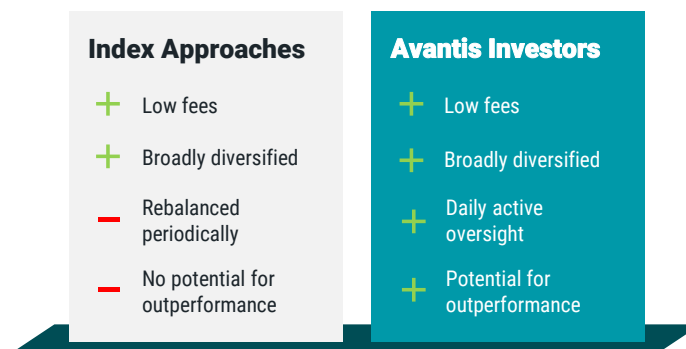 Index Approaches
Low fees
Broadly diversified
Rebalanced
periodically
No potential for
outperformance
Avantis Investors
Low fees
Broadly diversified
Daily active
oversight
Potential for
outperformance